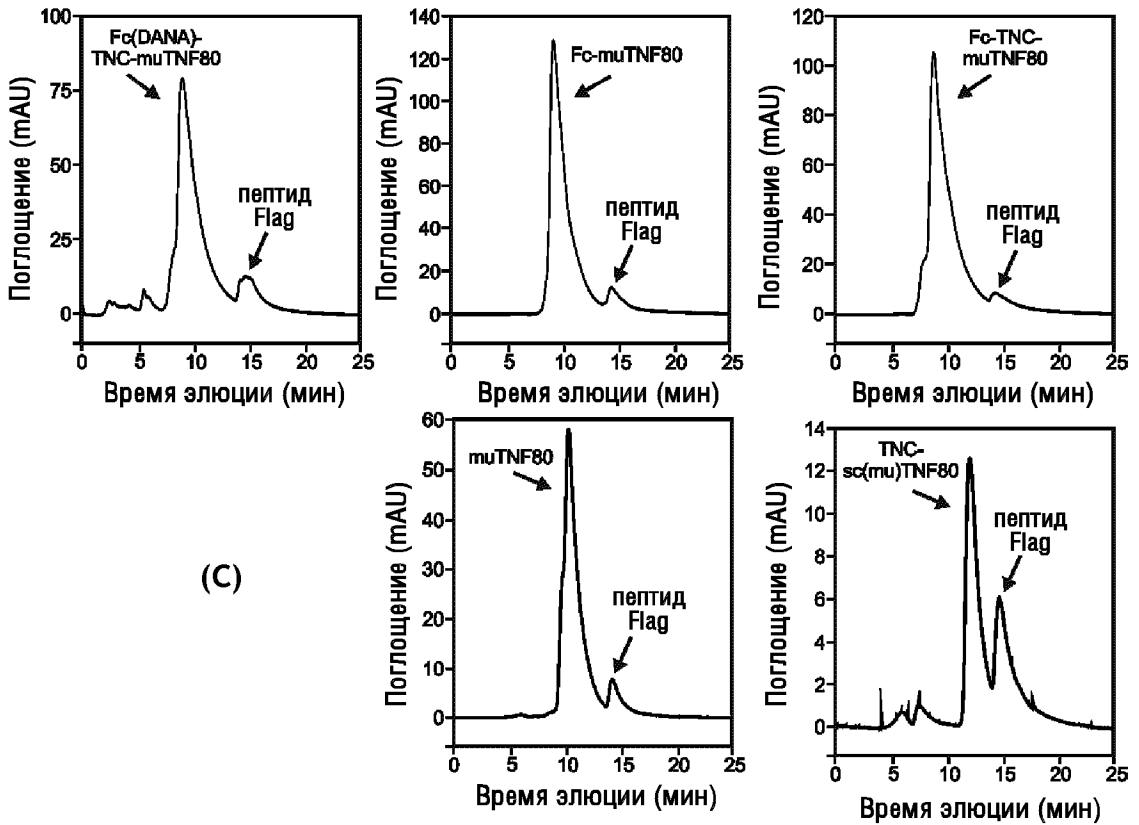 100
75
50
25
0
Поглощение (mAU)
Fc(DANA)-
TNC-muTNF80
пептид
Flag
0 5 10 15 20 25
Время элюции (мин)
140
120
100
80
60
40
20
0
Поглощение (mAU)
Fc-muTNF80
пептид
Flag
0 5 10 15 20 25
Время элюции (мин)
120
100
80
60
40
20
0
Поглощение (mAU)
Fc-TNC-
muTNF80
пептид
Flag
0 5 10 15 20 25
Время элюции (мин)
(C)
60
50
40
30
20
10
0
Поглощение (mAU)
muTNF80
пептид
Flag
0 5 10 15 20 25
Время элюции (мин)
14
12
10
8
6
4
2
0
Поглощение (mAU)
TNC-
sc(mu)TNF80
пептид
Flag
0 5 10 15 20 25
Время элюции (мин)